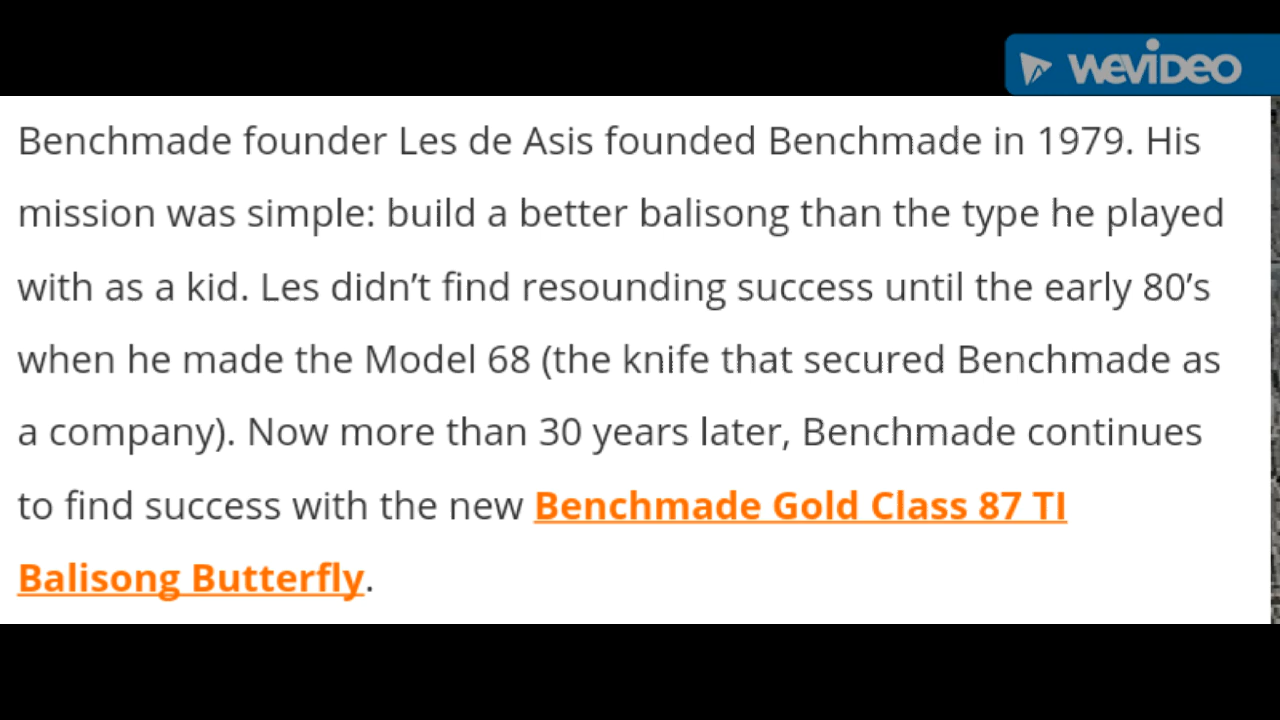 WeVideo
Benchmade founder Les de Asis founded Benchmade in 1979. His
mission was simple: build a better balisong than the type he played
with as a kid. Les didn’t find resounding success until the early 80’s
when he made the Model 68 (the knife that secured Benchmade as
a company). Now more than 30 years later, Benchmade continues
to find success with the new Benchmade Gold Class 87 TI
Balisong Butterfly.